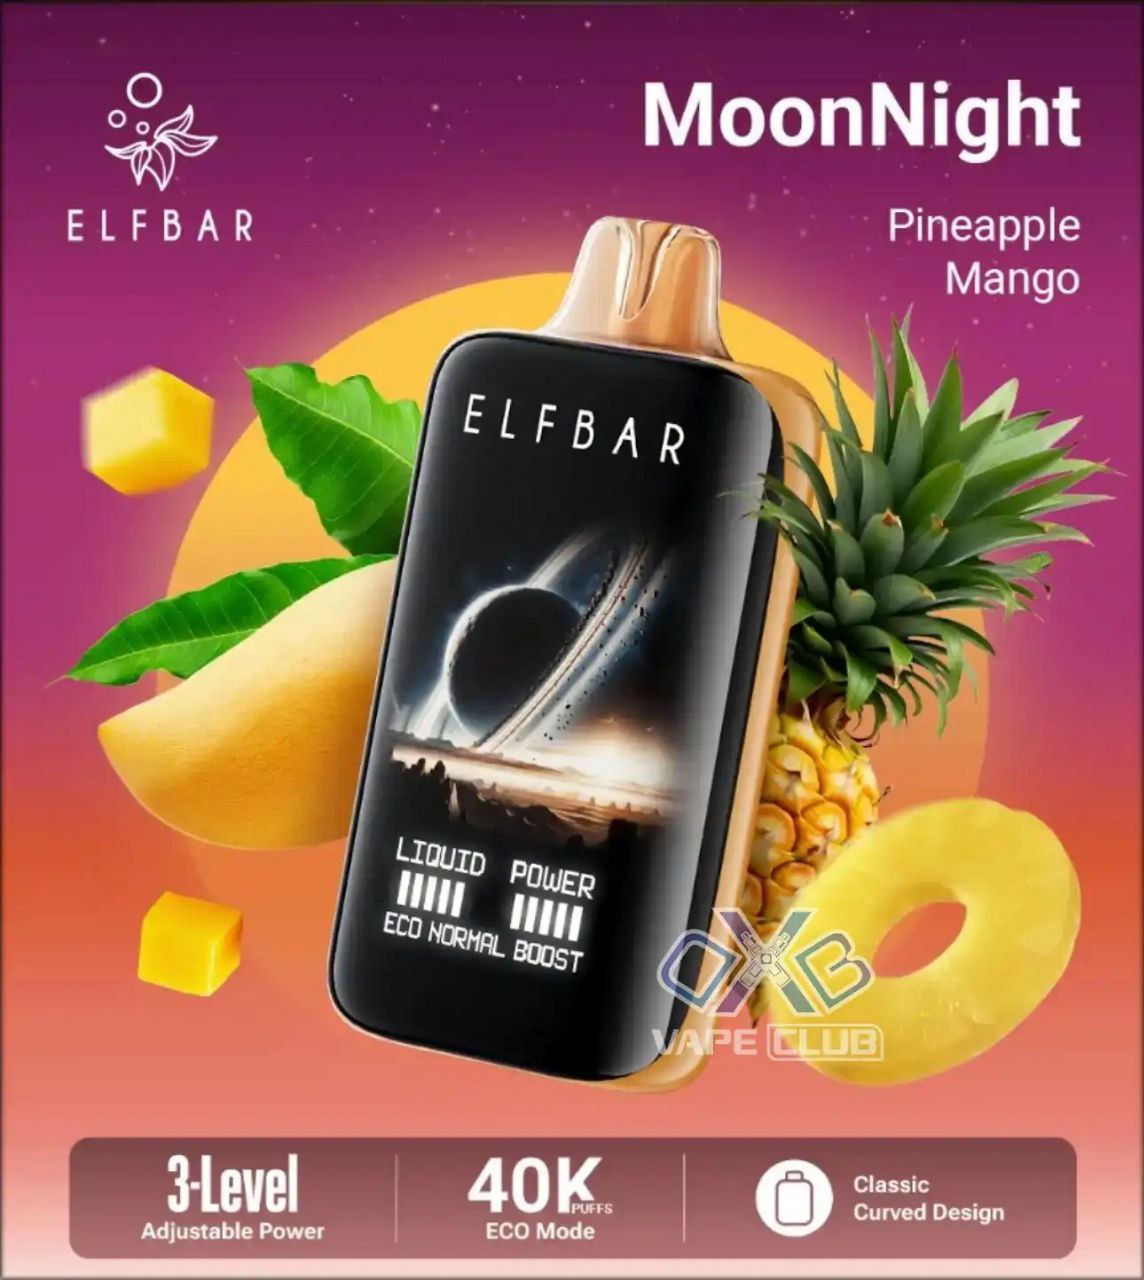 ELFBAR
MoonNight
Pineapple
Mango
ELFBAR
LIQUID POWER
ECO NORMAL BOOST
OXB
VAPE CLUB
3-Level
Adjustable Power
40K PUFFS
ECO Mode
Classic
Curved Design